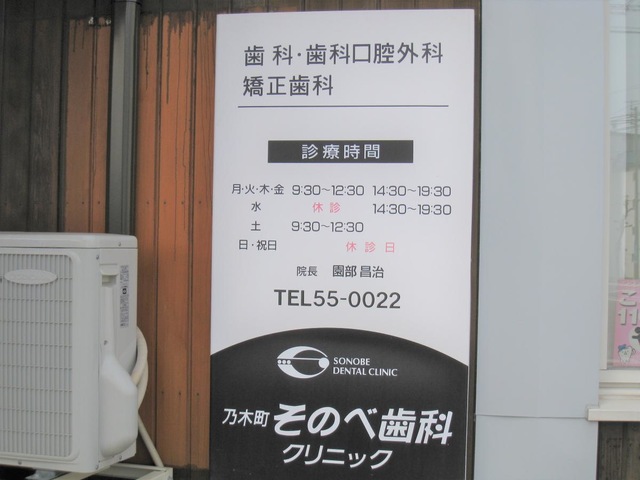 歯科・歯科口腔外科
矯正歯科
診療時間
月・火・木・金 9:30〜12:30 14:30〜19:30
水 休診 14:30〜19:30
土 9:30〜12:30
日・祝日 休診日
院長 園部昌治
TEL55-0022
SONOBE
DENTAL CLINIC
乃木町 そのべ歯科
クリニック